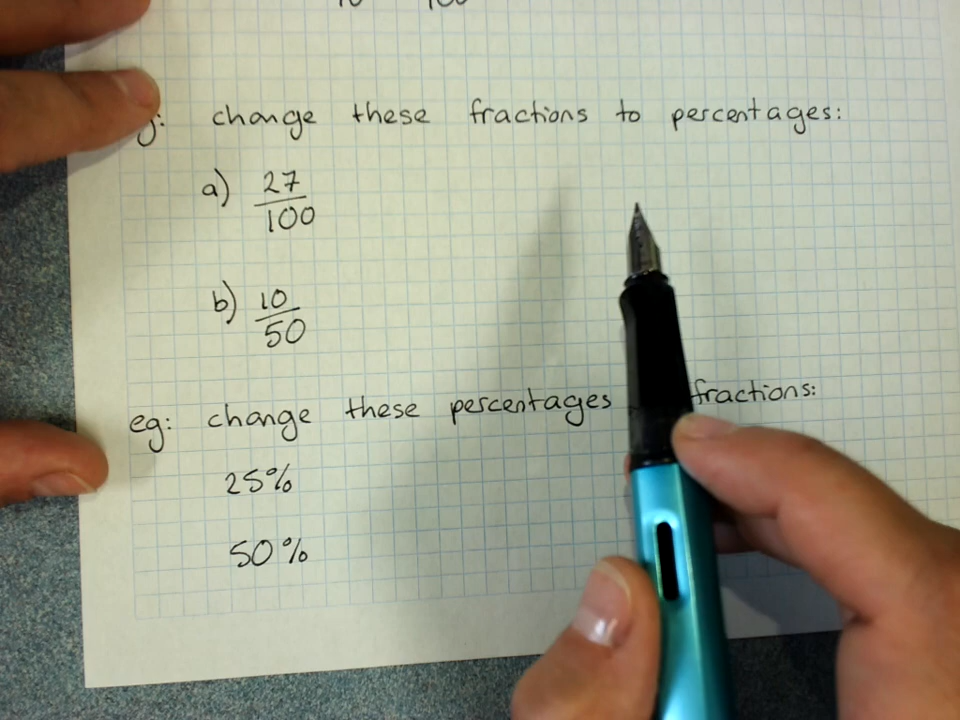 change these fractions to percentages:
a) 27/100
b) 10/50
eg: change these percentages fractions:
25%
50%